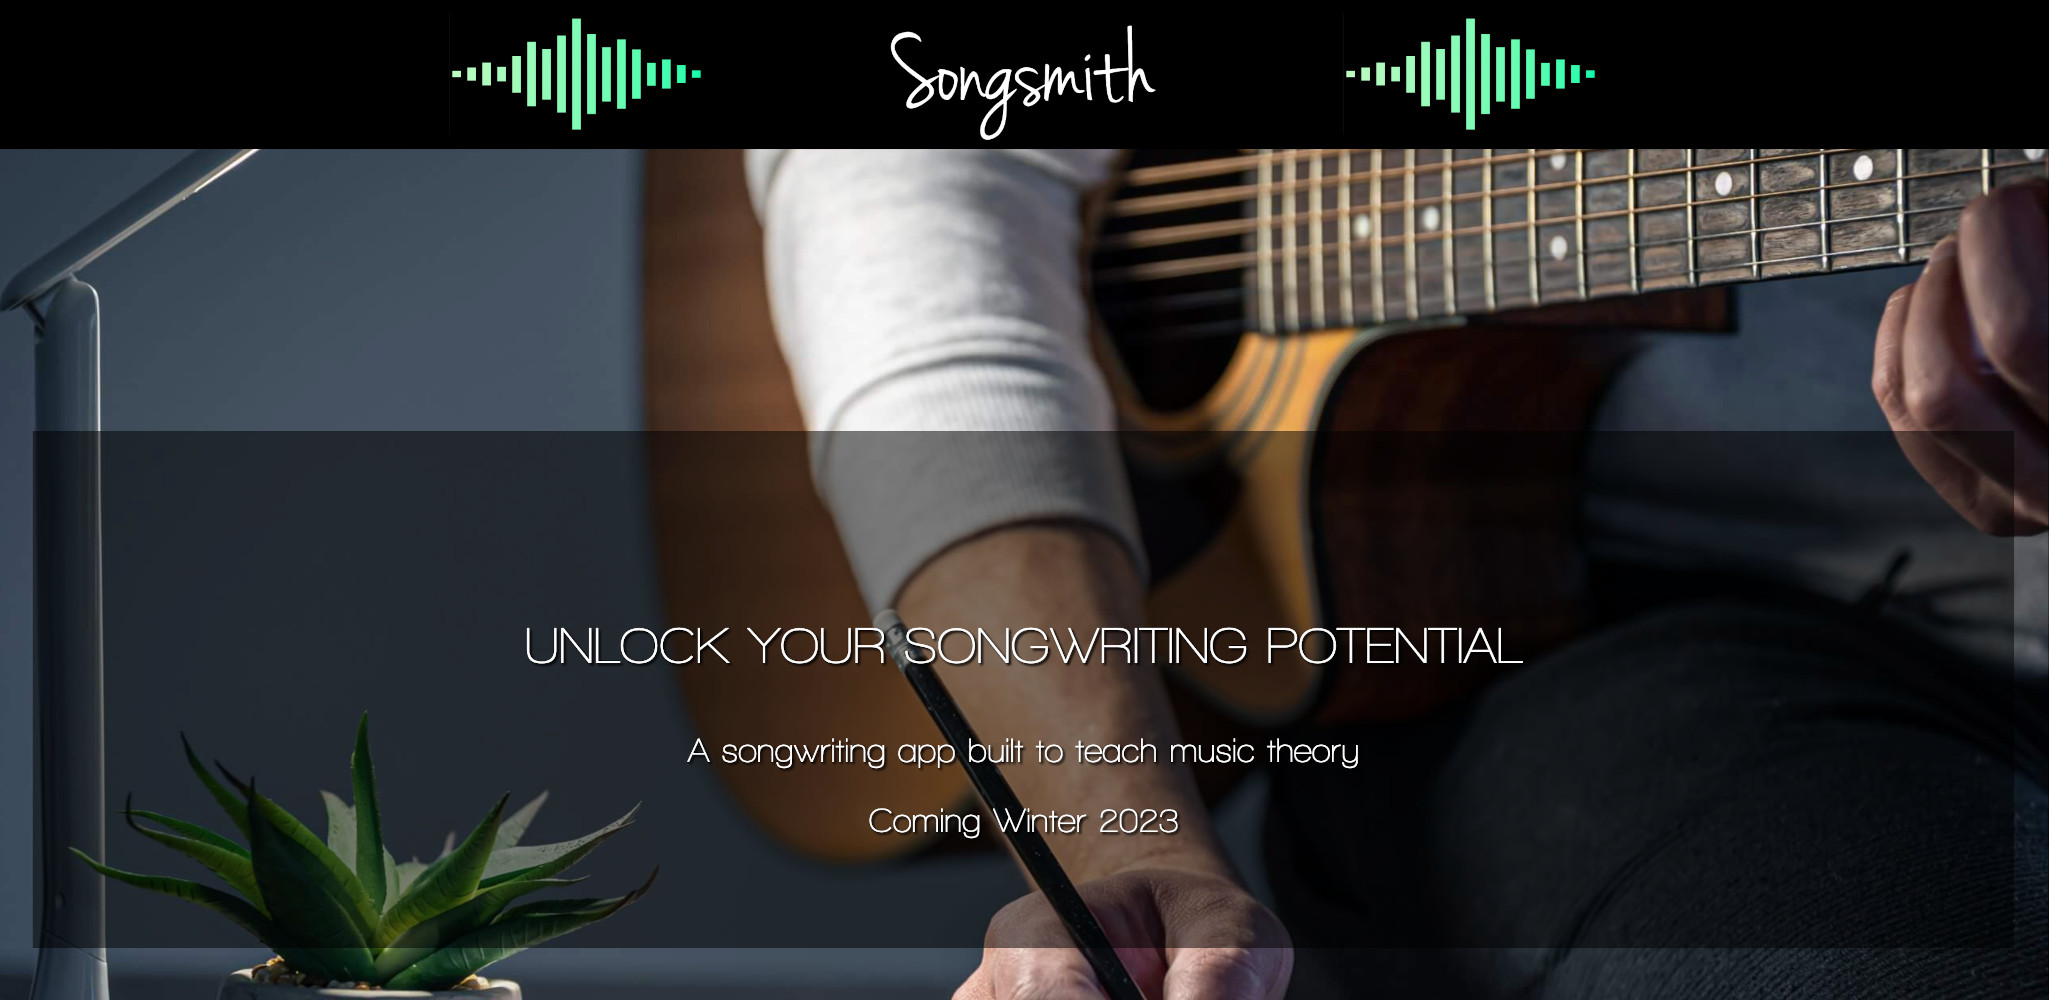 Songsmith
UNLOCK YOUR SONGWRITING POTENTIAL
A songwriting app built to teach music theory
Coming Winter 2023